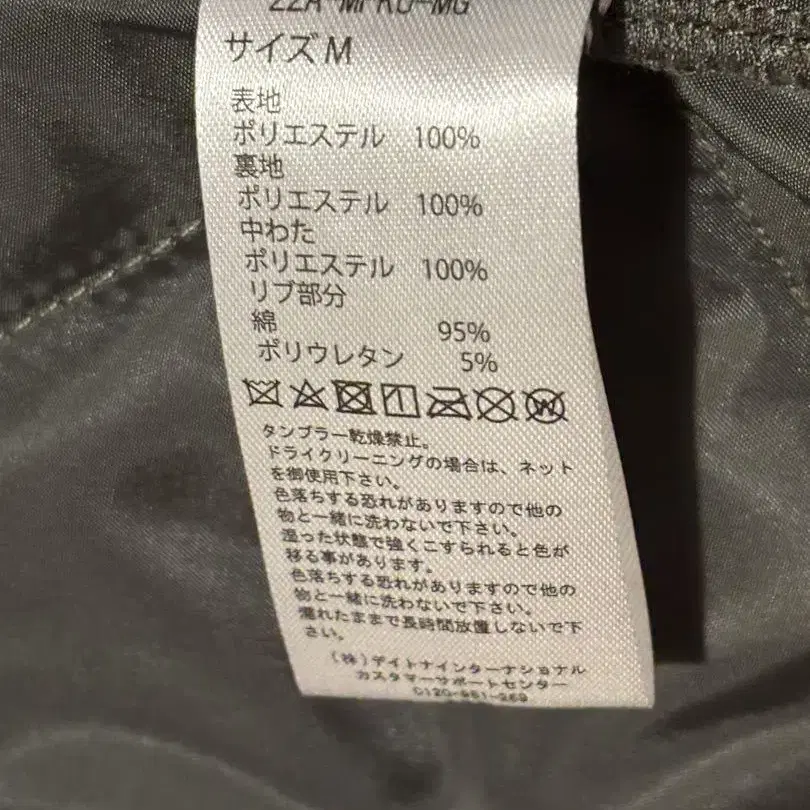 サイズ M
表地
ポリエステル 100%
裏地
ポリエステル 100%
中わた
ポリエステル 100%
リブ部分
綿 95%
ポリウレタン 5%
タンブラー乾燥禁止。
ドライクリーニングの場合は、ネット
を御使用下さい。
色落ちする恐れがありますので他の
物と一緒に洗わないで下さい。
湿った状態で強くこすられると色が
移る事があります。
色落ちする恐れがありますので他の
物と一緒に洗わないで下さい。
濡れたままで長時間放置しないで下
さい。
(株)デイトナインターナショナル
カスタマーサポートセンター